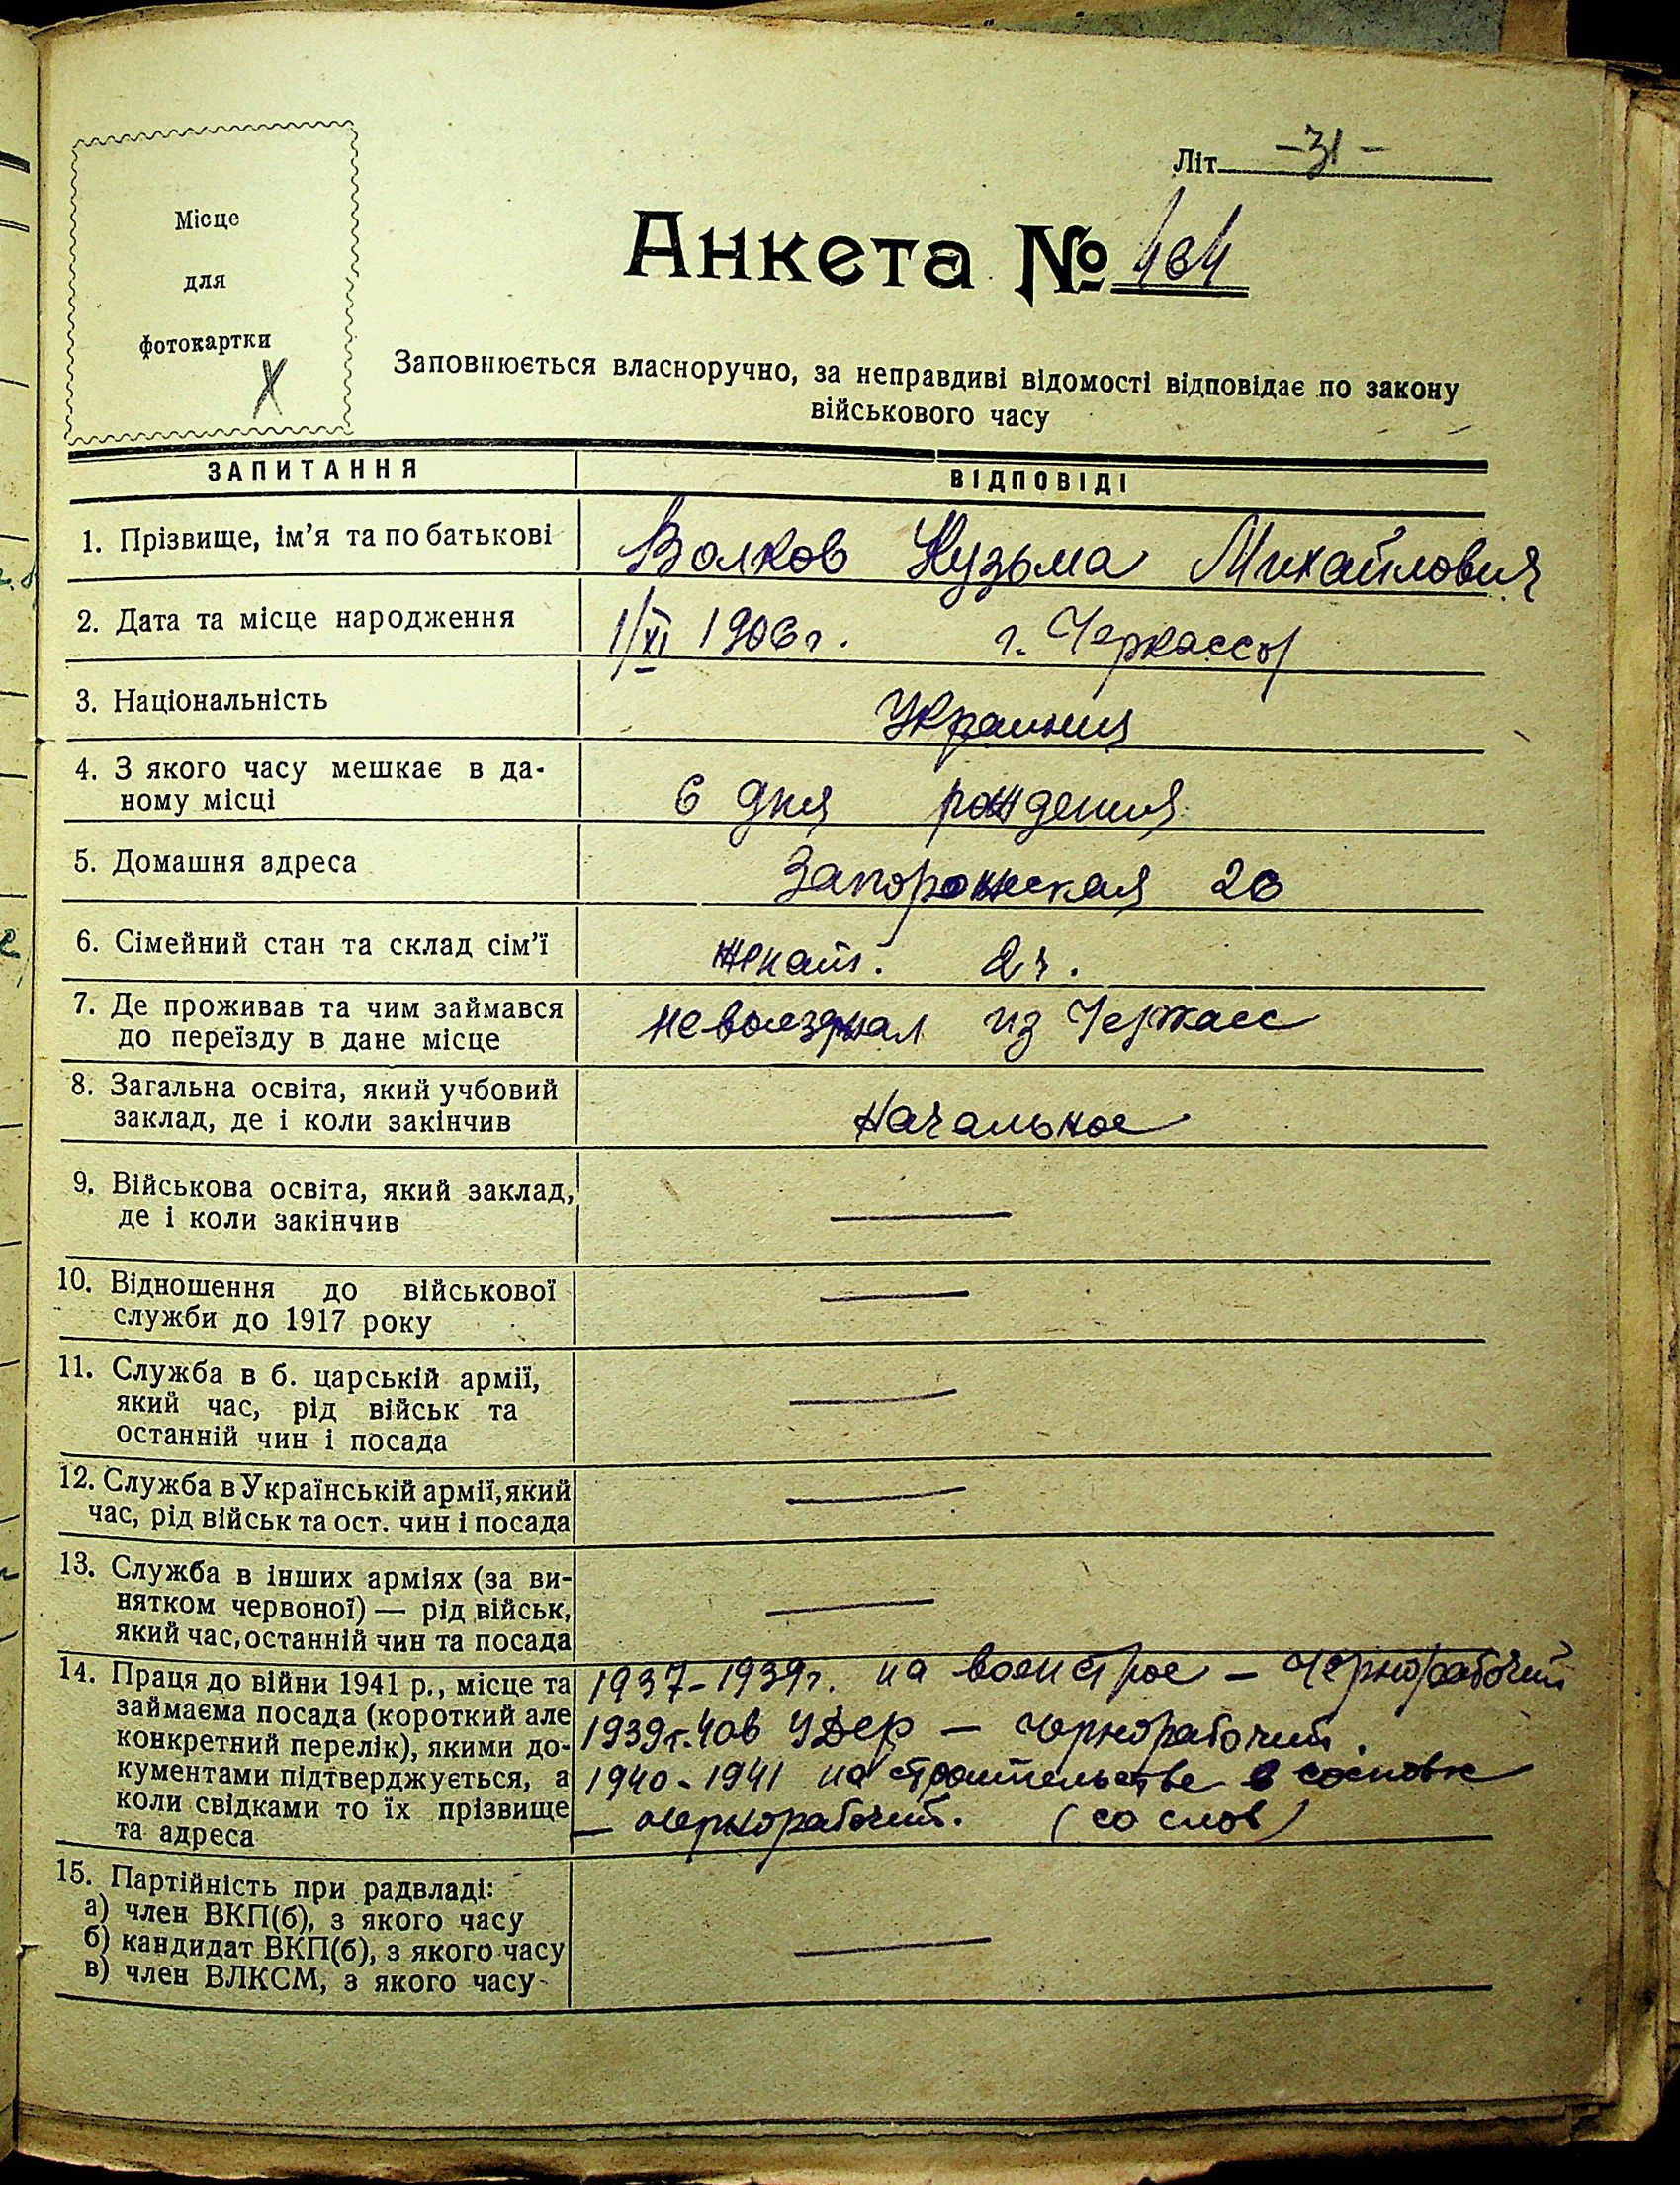 Літ. -31-
Місце
для
фотокартки
X
Анкета № 464
Заповнюється власноручно, за неправдиві відомості відповідає по закону
військового часу
ЗАПИТАННЯ ВІДПОВІДІ
1. Прізвище, ім’я та по батькові Волков Кузьма Михайлович
2. Дата та місце народження 1/XI 1906 г. г. Черкассы
3. Національність Украинец
4. З якого часу мешкає в да-
ному місці с дня рождения
5. Домашня адреса Запорожская 26
6. Сімейний стан та склад сім’ї женат. 2 ч.
7. Де проживав та чим займався
до переїзду в дане місце не выезжал из Черкасс
8. Загальна освіта, який учбовий
заклад, де і коли закінчив начальное
9. Військова освіта, який заклад,
де і коли закінчив —
10. Відношення до військової
служби до 1917 року —
11. Служба в б. царській армії,
який час, рід військ та
останній чин і посада —
12. Служба в Українській армії, який
час, рід військ та ост. чин і посада —
13. Служба в інших арміях (за ви-
нятком червоної) — рід військ,
який час, останній чин та посада —
14. Праця до війни 1941 р., місце та
займаєма посада (короткий але
конкретний перелік), якими до-
кументами підтверджується, а
коли свідками то їх прізвище
та адреса
1937-1939г. на военстрое – чернорабочий
1939г. – чернорабочий.
1940-1941 на строительстве в сосновке
– чернорабочий. (со слов)
15. Партійність при радвладі:
а) член ВКП(б), з якого часу
б) кандидат ВКП(б), з якого часу
в) член ВЛКСМ, з якого часу —